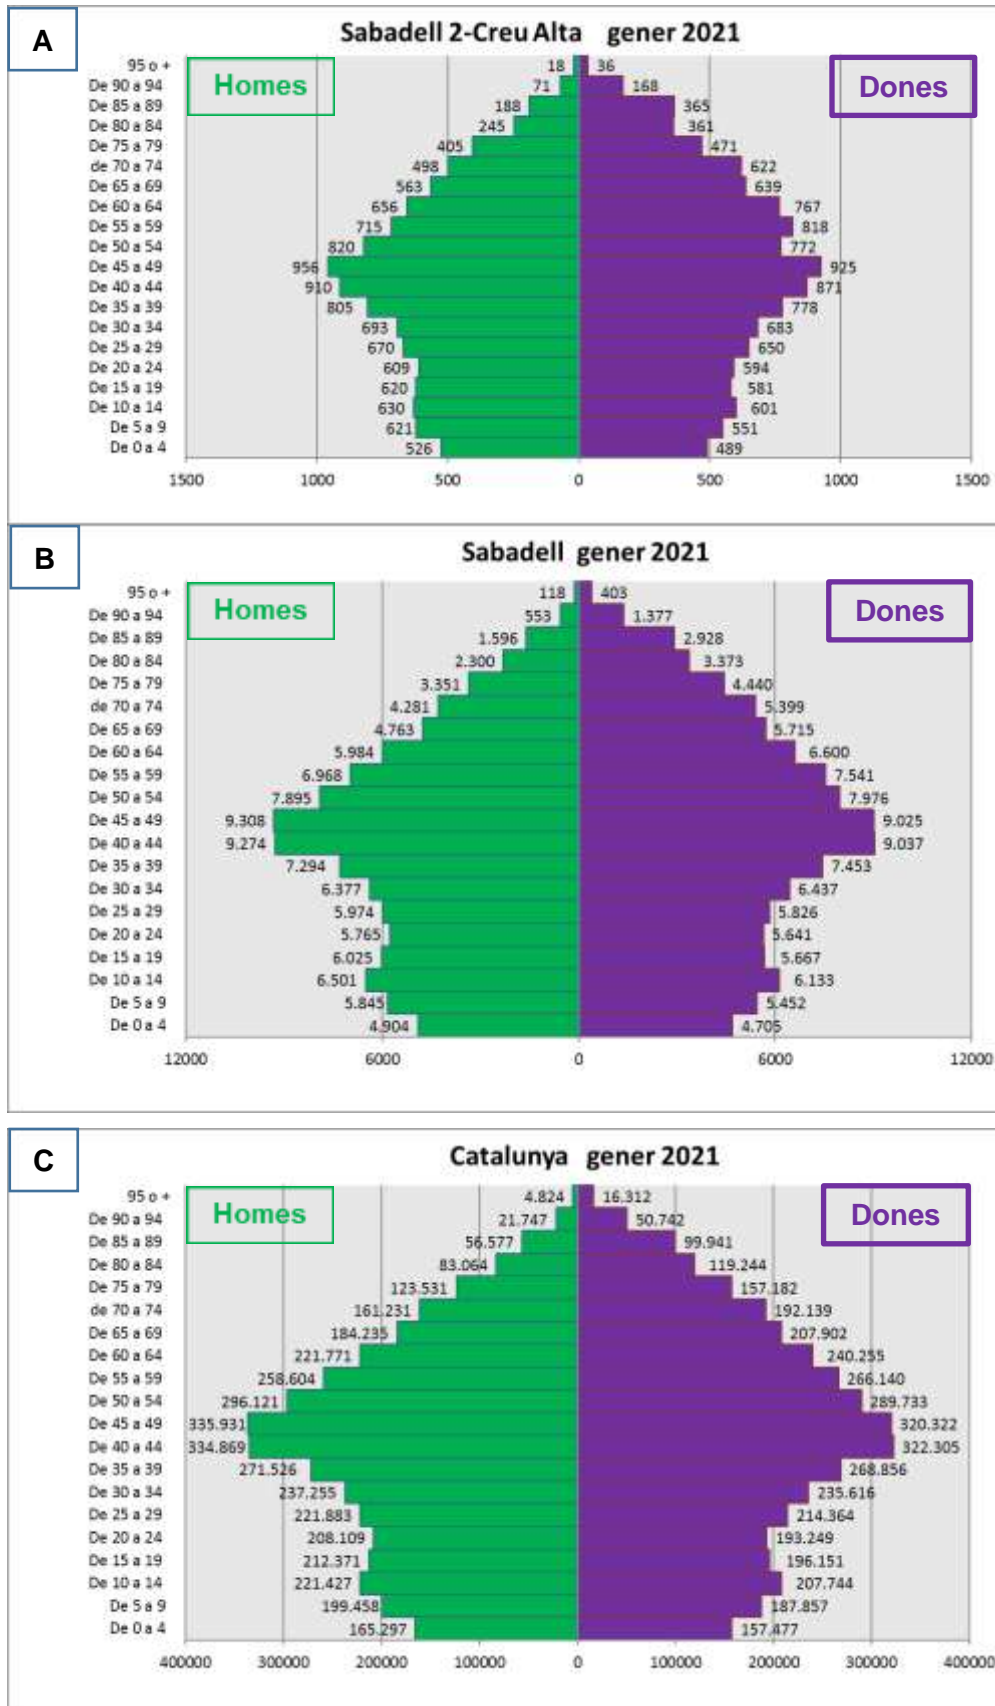 A
Sabadell 2-Creu Alta gener 2021
Homes
Dones
95 o + 18 36
De 90 a 94 71 168
De 85 a 89 188 365
De 80 a 84 245 361
De 75 a 79 405 471
de 70 a 74 498 622
De 65 a 69 563 639
De 60 a 64 656 767
De 55 a 59 715 818
De 50 a 54 820 772
De 45 a 49 956 925
De 40 a 44 910 871
De 35 a 39 805 778
De 30 a 34 693 683
De 25 a 29 670 650
De 20 a 24 609 594
De 15 a 19 620 581
De 10 a 14 630 601
De 5 a 9 621 551
De 0 a 4 526 489
1500 1000 500 0 500 1000 1500
B
Sabadell gener 2021
Homes
Dones
95 o + 118 403
De 90 a 94 553 1.377
De 85 a 89 1.596 2.928
De 80 a 84 2.300 3.373
De 75 a 79 3.351 4.440
de 70 a 74 4.281 5.399
De 65 a 69 4.763 5.715
De 60 a 64 5.984 6.600
De 55 a 59 6.968 7.541
De 50 a 54 7.895 7.976
De 45 a 49 9.308 9.025
De 40 a 44 9.274 9.037
De 35 a 39 7.294 7.453
De 30 a 34 6.377 6.437
De 25 a 29 5.974 5.826
De 20 a 24 5.765 5.641
De 15 a 19 6.025 5.667
De 10 a 14 6.501 6.133
De 5 a 9 5.845 5.452
De 0 a 4 4.904 4.705
12000 6000 0 6000 12000
C
Catalunya gener 2021
Homes
Dones
95 o + 4.824 16.312
De 90 a 94 21.747 50.742
De 85 a 89 56.577 99.941
De 80 a 84 83.064 119.244
De 75 a 79 123.531 157.182
de 70 a 74 161.231 192.139
De 65 a 69 184.235 207.902
De 60 a 64 221.771 240.255
De 55 a 59 258.604 266.140
De 50 a 54 296.121 289.733
De 45 a 49 335.931 320.322
De 40 a 44 334.869 322.305
De 35 a 39 271.526 268.856
De 30 a 34 237.255 235.616
De 25 a 29 221.883 214.364
De 20 a 24 208.109 193.249
De 15 a 19 212.371 196.151
De 10 a 14 221.427 207.744
De 5 a 9 199.458 187.857
De 0 a 4 165.297 157.477
400000 300000 200000 100000 0 100000 200000 300000 400000